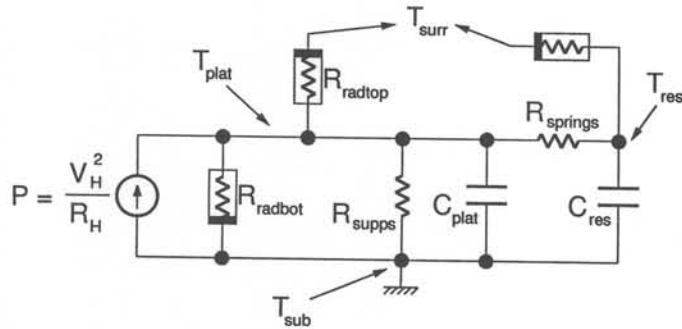 T_surr
T_plat
R_radtop
T_res
R_springs
P = V_H^2 / R_H
R_radbot
R_supps
C_plat
C_res
T_sub